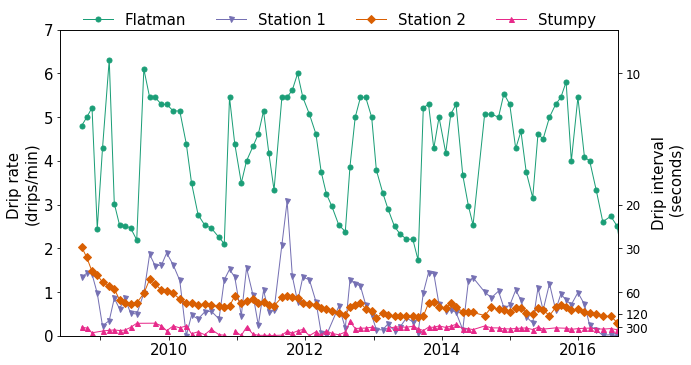 Flatman Station 1 Station 2 Stumpy
7
6
5
4
3
2
1
0
Drip rate
(drips/min)
10
20
30
60
120
300
Drip interval
(seconds)
2010 2012 2014 2016